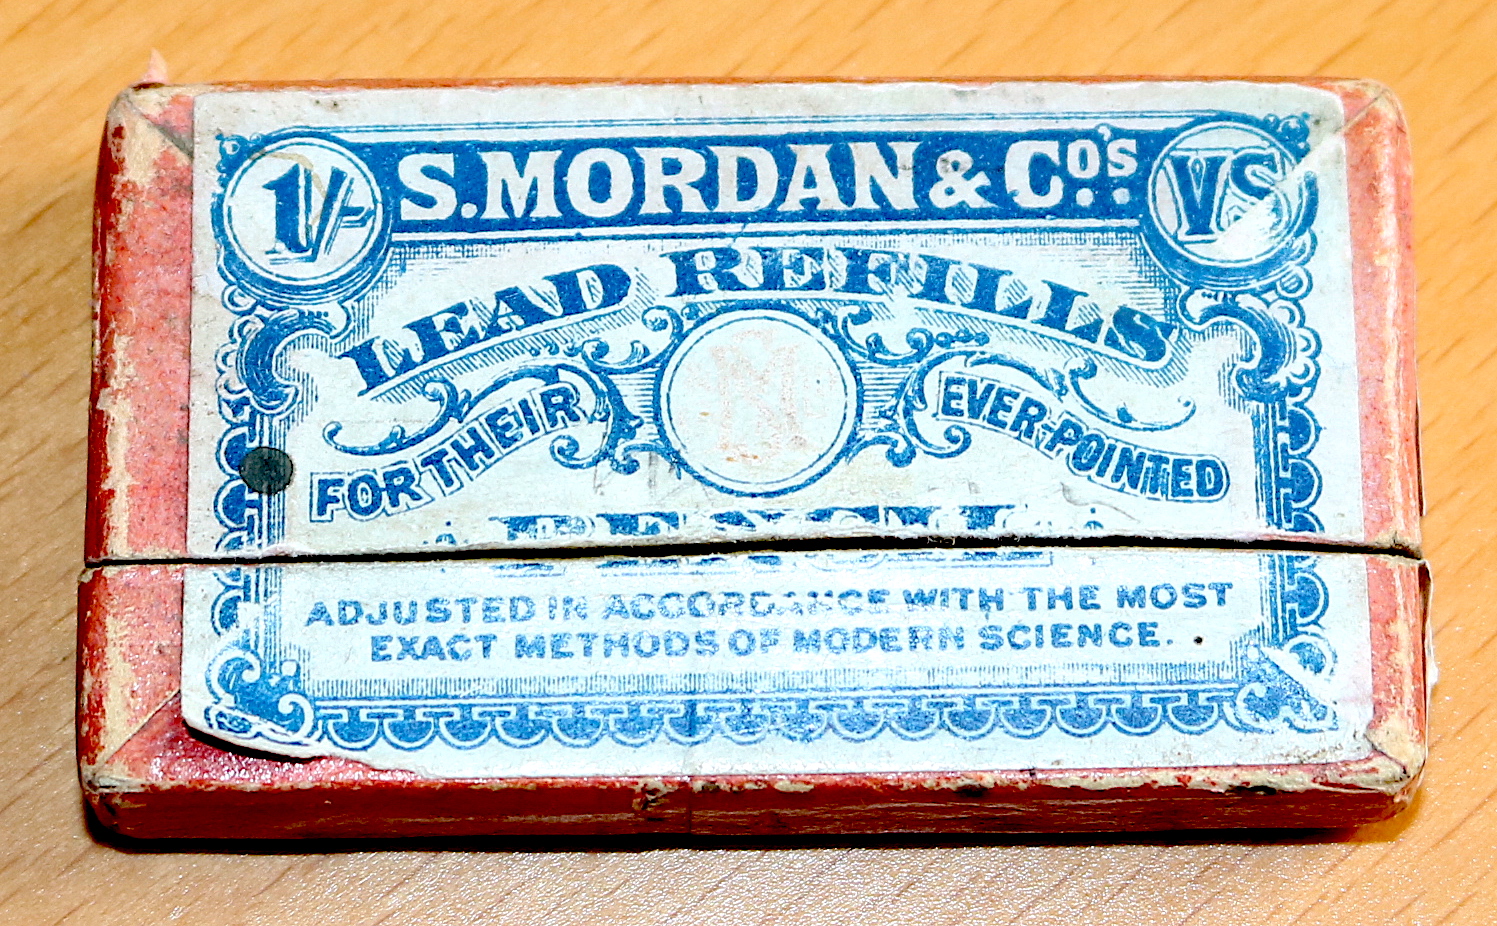 1/- S. MORDAN & Co's.. VS
LEAD REFILLS
FOR THEIR EVER-POINTED
PENCIL
ADJUSTED IN ACCORDANCE WITH THE MOST
EXACT METHODS OF MODERN SCIENCE.